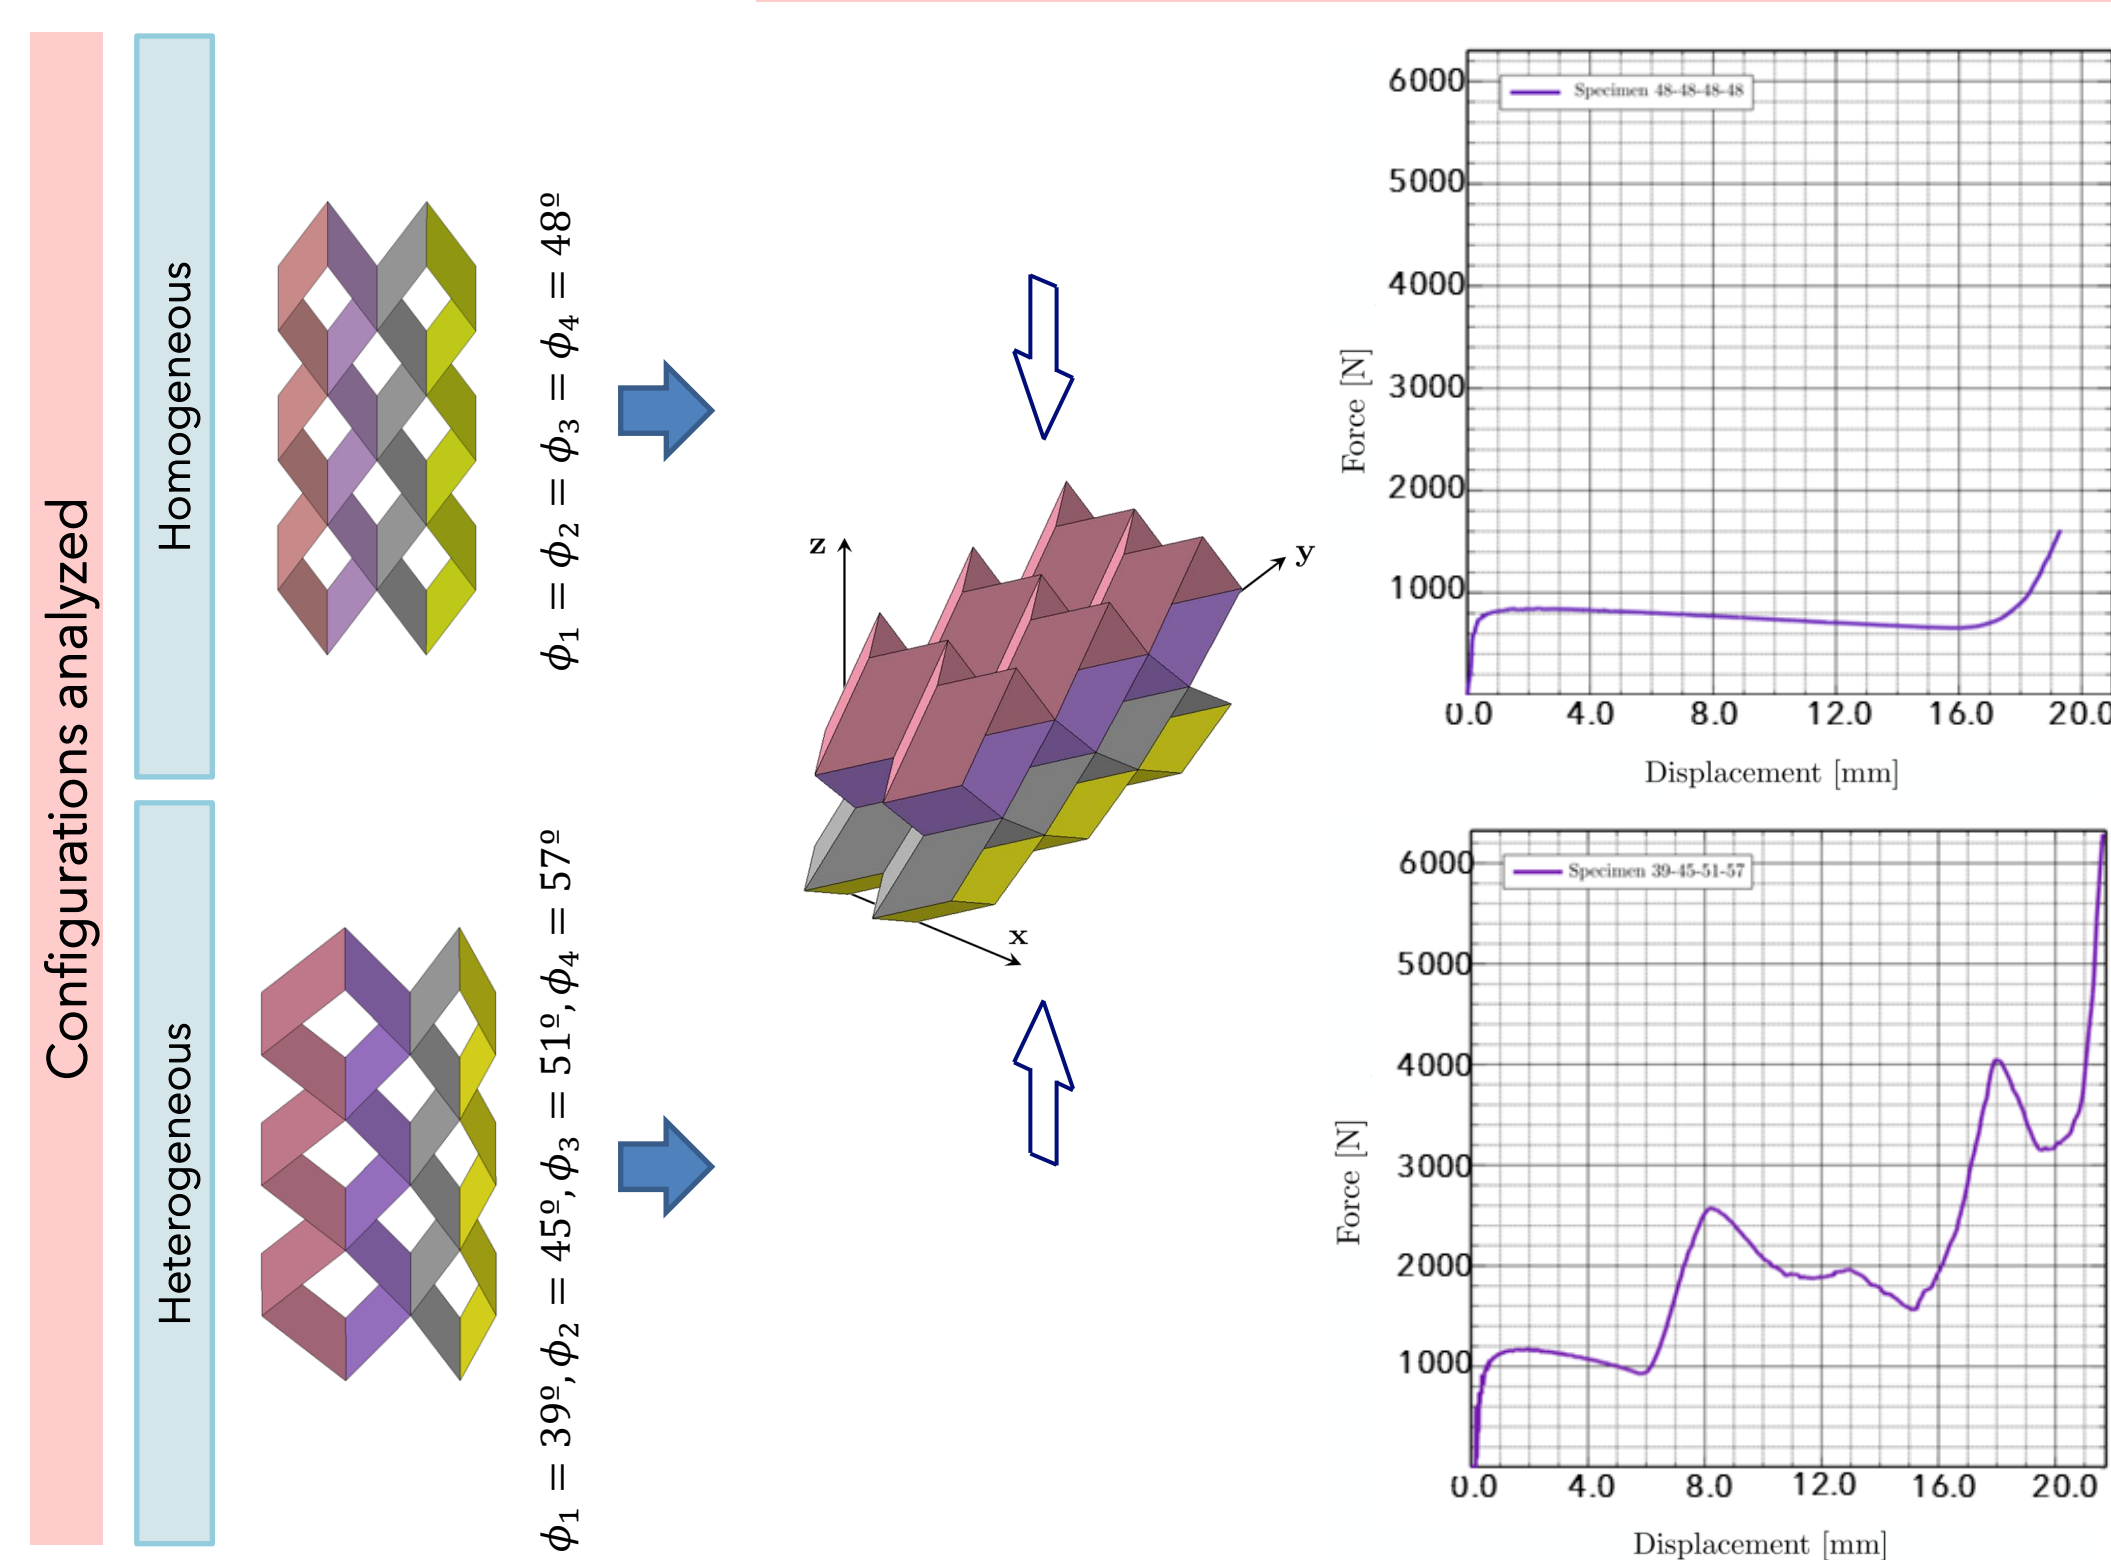 Configurations analyzed
Homogeneous
ϕ₁ = ϕ₂ = ϕ₃ = ϕ₄ = 48º
z
y
x
6000
5000
4000
3000
2000
1000
Specimen 48-48-48-48
Force [N]
0.0 4.0 8.0 12.0 16.0 20.0
Displacement [mm]
Heterogeneous
ϕ₁ = 39º, ϕ₂ = 45º, ϕ₃ = 51º, ϕ₄ = 57º
6000
5000
4000
3000
2000
1000
Specimen 39-45-51-57
Force [N]
0.0 4.0 8.0 12.0 16.0 20.0
Displacement [mm]